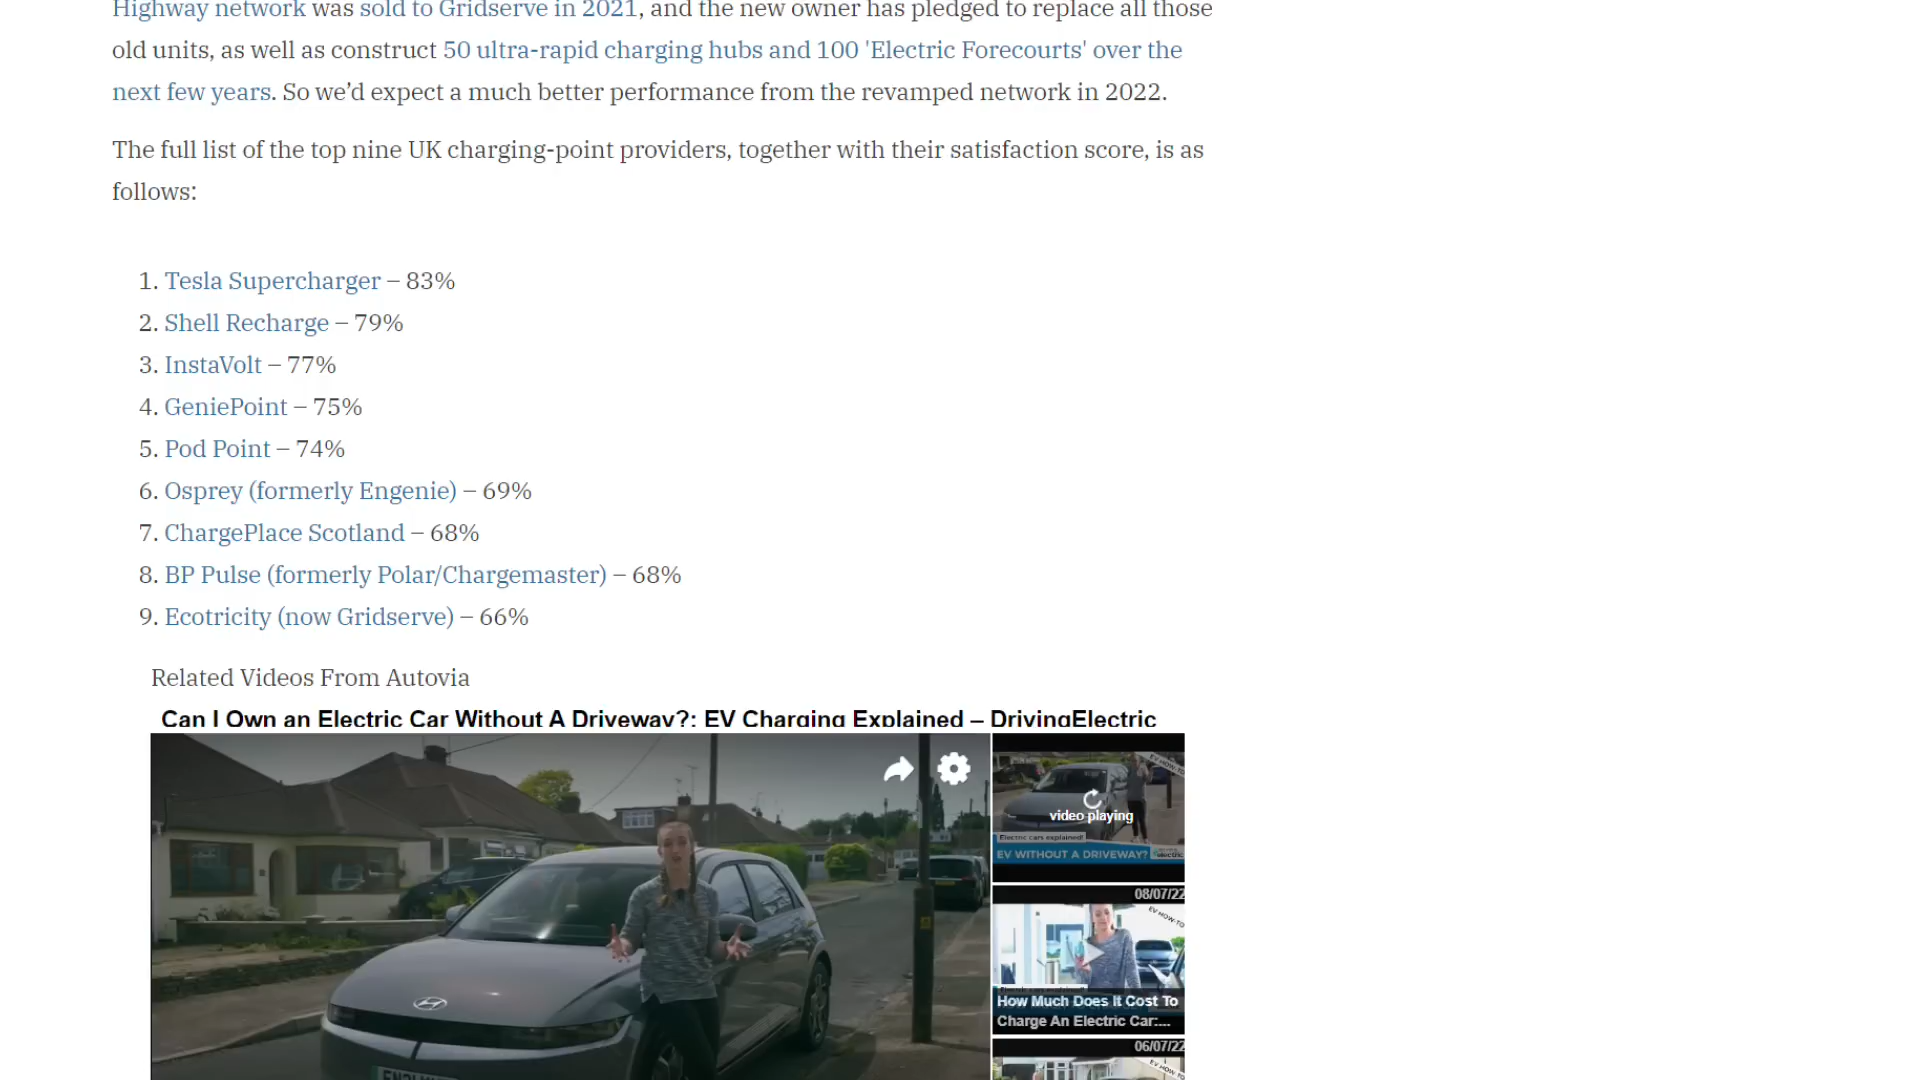 Highway network was sold to Gridserve in 2021, and the new owner has pledged to replace all those
old units, as well as construct 50 ultra-rapid charging hubs and 100 'Electric Forecourts' over the
next few years. So we’d expect a much better performance from the revamped network in 2022.
The full list of the top nine UK charging-point providers, together with their satisfaction score, is as
follows:
1. Tesla Supercharger – 83%
2. Shell Recharge – 79%
3. InstaVolt – 77%
4. GeniePoint – 75%
5. Pod Point – 74%
6. Osprey (formerly Engenie) – 69%
7. ChargePlace Scotland – 68%
8. BP Pulse (formerly Polar/Chargemaster) – 68%
9. Ecotricity (now Gridserve) – 66%
Related Videos From Autovia
Can I Own an Electric Car Without A Driveway?: EV Charging Explained – DrivingElectric
EV HOW-TO
video playing
Electric cars explained!
EV WITHOUT A DRIVEWAY?
08/07/22
EV HOW-TO
How Much Does It Cost To
Charge An Electric Car:...
06/07/22
EV HOW-TO